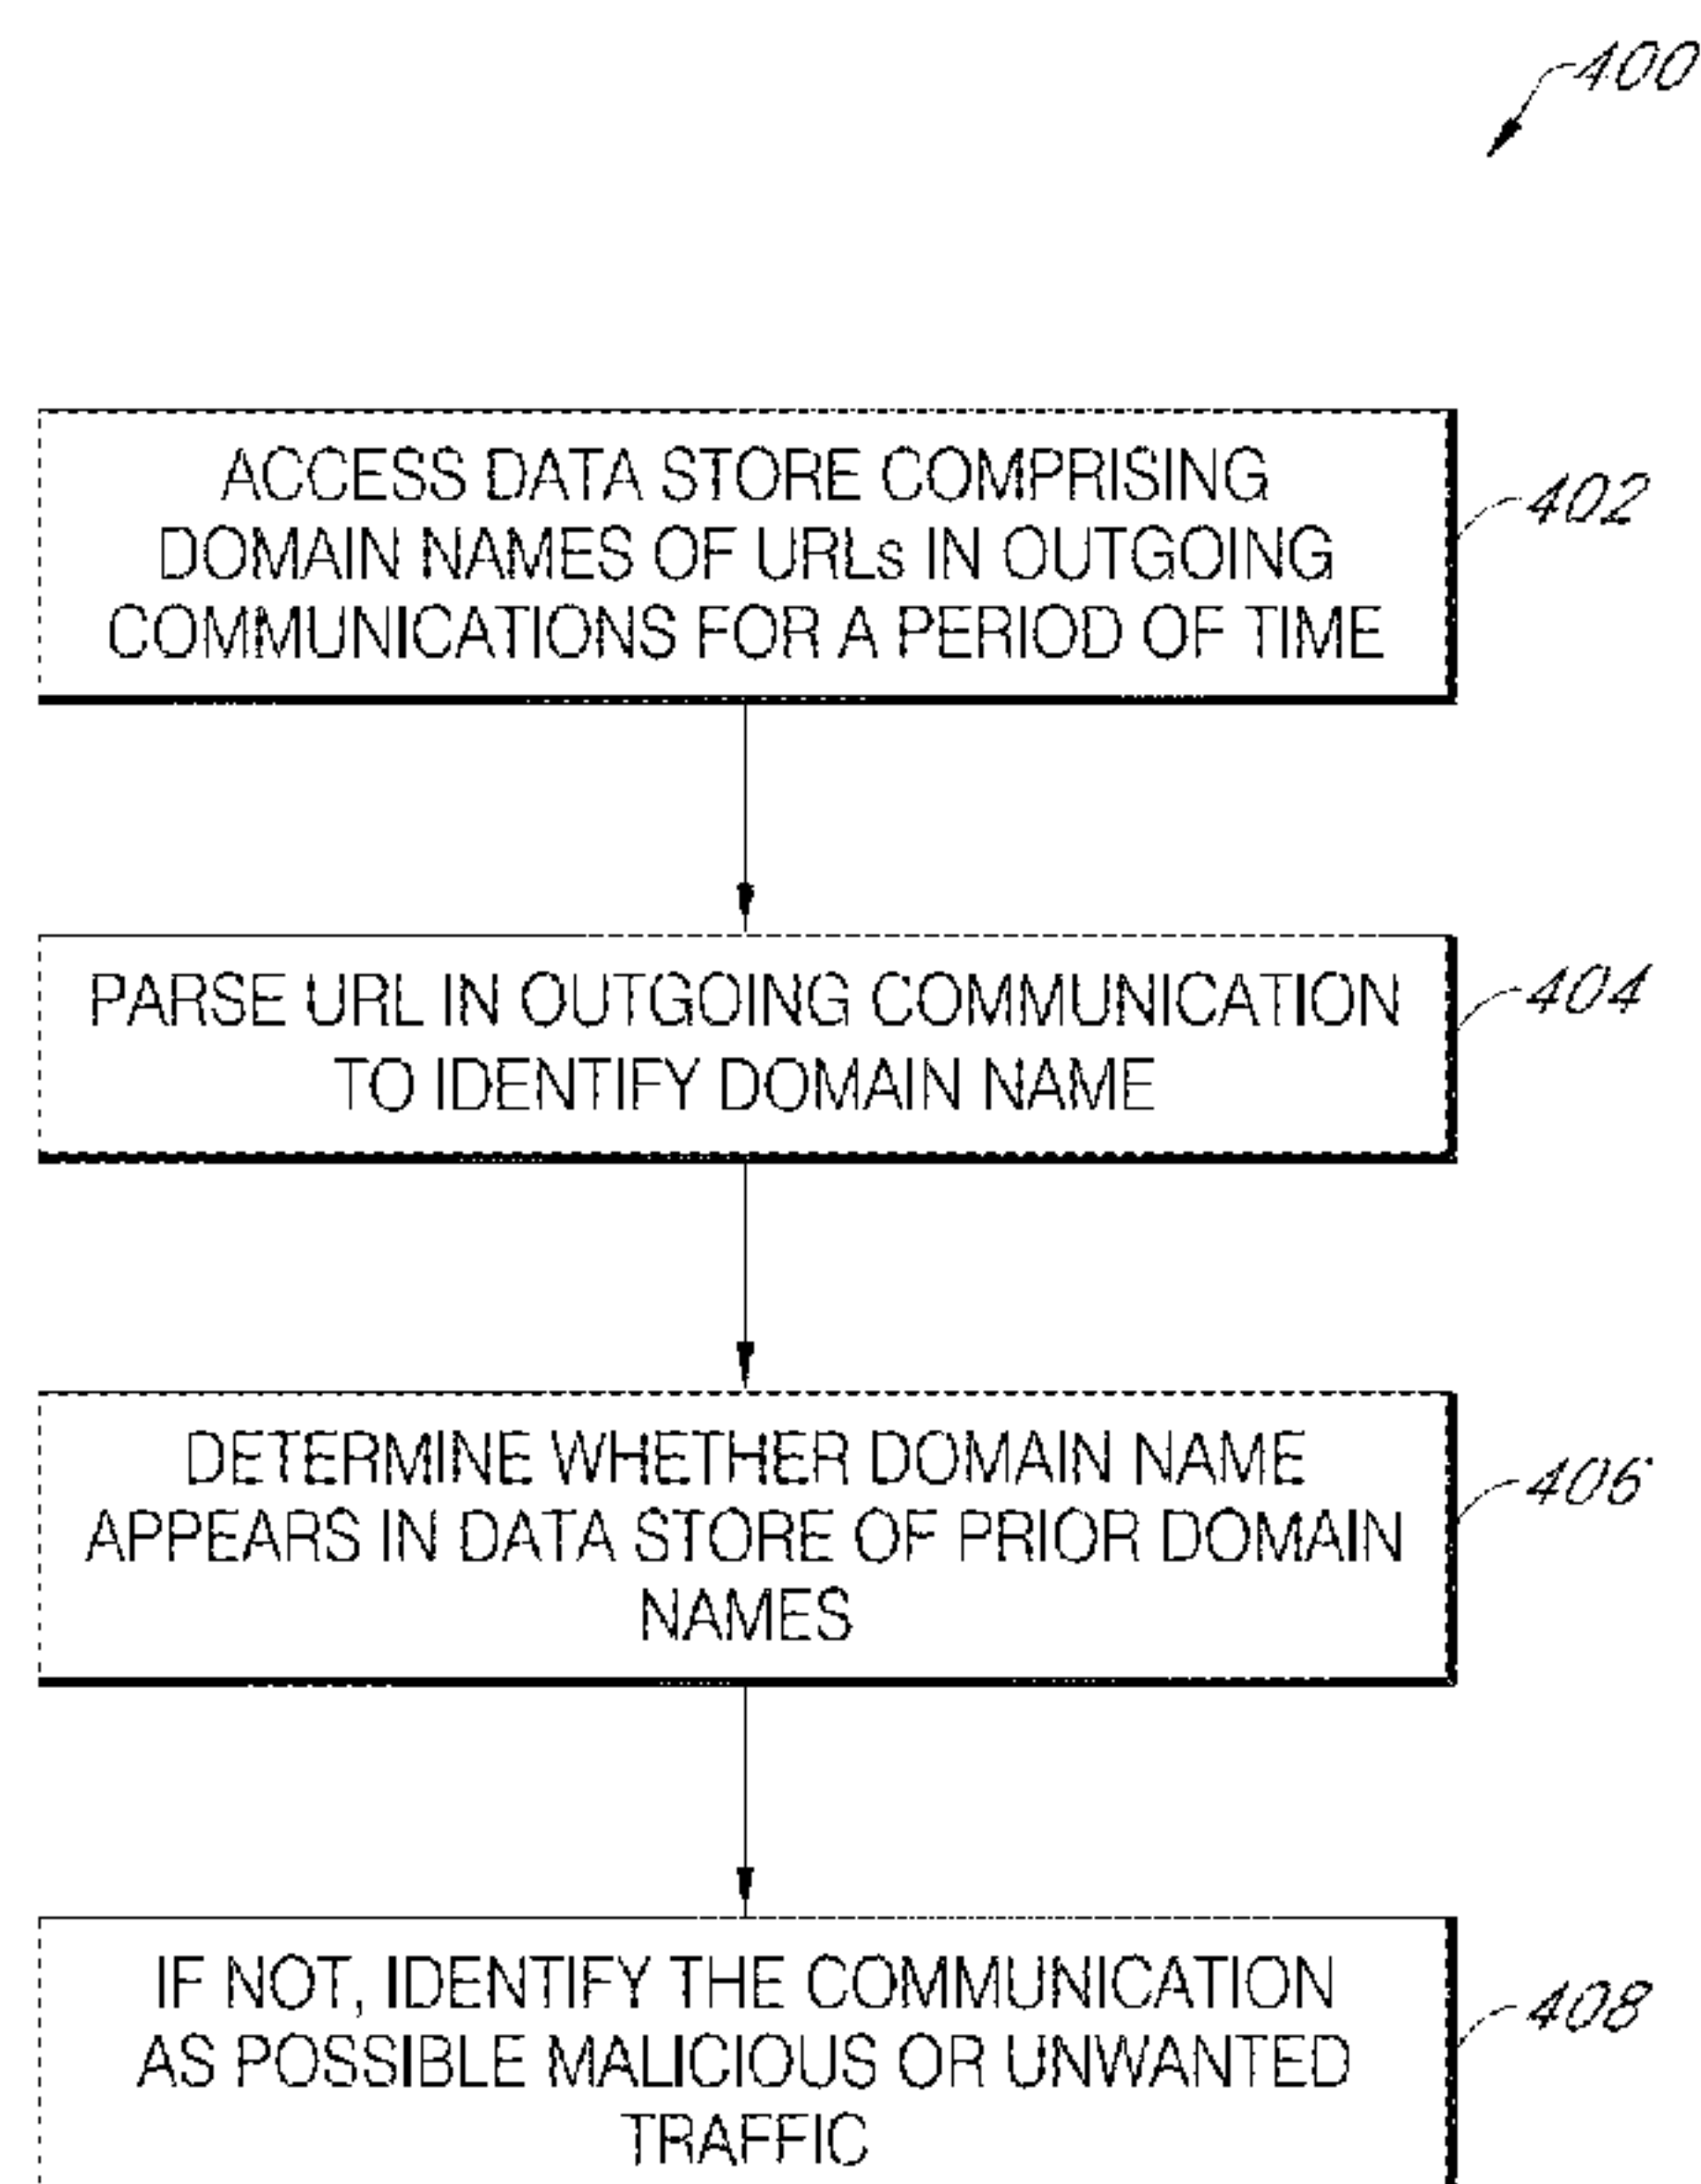 400
ACCESS DATA STORE COMPRISING
DOMAIN NAMES OF URLs IN OUTGOING
COMMUNICATIONS FOR A PERIOD OF TIME
402
PARSE URL IN OUTGOING COMMUNICATION
TO IDENTIFY DOMAIN NAME
404
DETERMINE WHETHER DOMAIN NAME
APPEARS IN DATA STORE OF PRIOR DOMAIN
NAMES
406
IF NOT, IDENTIFY THE COMMUNICATION
AS POSSIBLE MALICIOUS OR UNWANTED
TRAFFIC
408